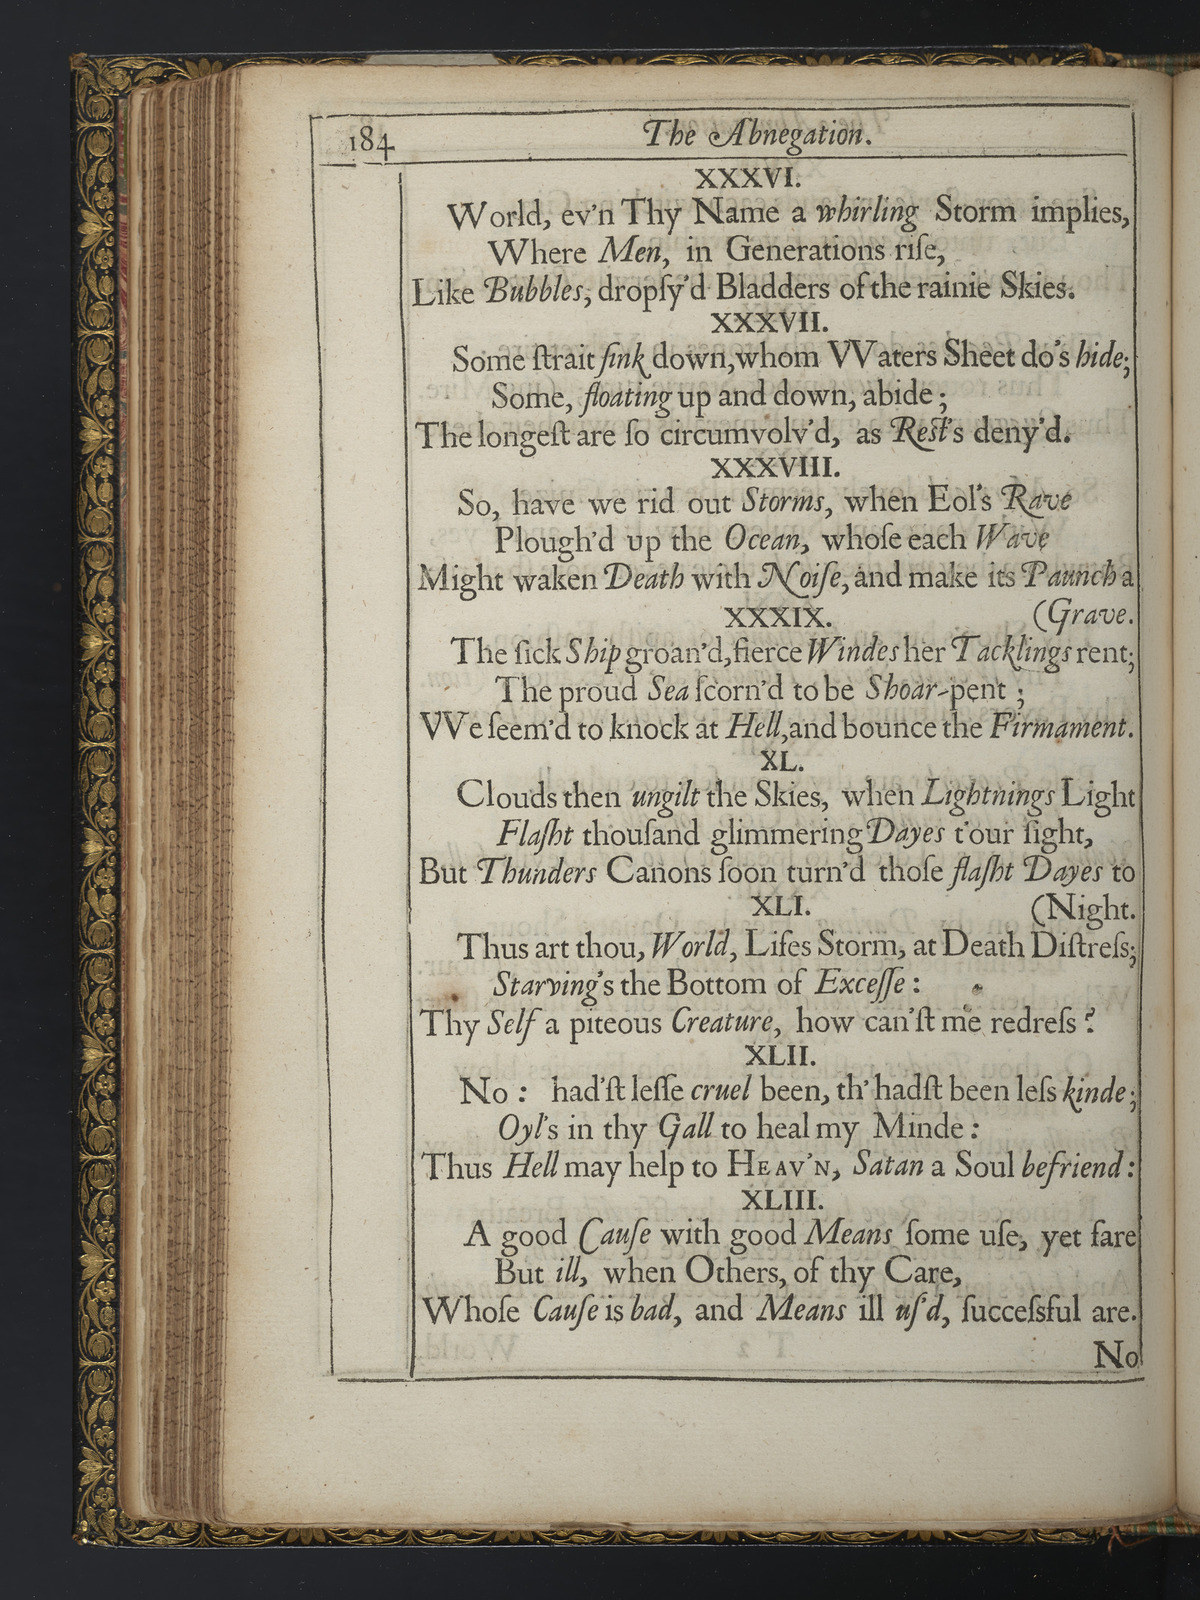 184 The Abnegation.
XXXVI.
World, ev'n Thy Name a whirling Storm implies,
Where Men, in Generations riſe,
Like Bubbles, dropſy'd Bladders of the rainie Skies.
XXXVII.
Some ſtrait ſink down, whom VVaters Sheet do's hide;
Some, floating up and down, abide;
The longeſt are ſo circumvolv'd, as Reſt's deny'd.
XXXVIII.
So, have we rid out Storms, when Eol's Rave
Plough'd up the Ocean, whoſe each Wave
Might waken Death with Noiſe, and make its Paunch a
XXXIX. (Grave.
The ſick Ship groan'd, fierce Windes her Tacklings rent;
The proud Sea ſcorn'd to be Shoar-pent;
VVe ſeem'd to knock at Hell, and bounce the Firmament.
XL.
Clouds then ungilt the Skies, when Lightnings Light
Flaſht thouſand glimmering Dayes t'our ſight,
But Thunders Canons ſoon turn'd thoſe flaſht Dayes to
XLI. (Night.
Thus art thou, World, Lifes Storm, at Death Diſtreſs;
Starving's the Bottom of Exceſſe:
Thy Self a piteous Creature, how can'ſt me redreſs?
XLII.
No: had'ſt leſſe cruel been, th' hadſt been leſs kinde;
Oyl's in thy Gall to heal my Minde:
Thus Hell may help to HEAV'N, Satan a Soul befriend:
XLIII.
A good Cauſe with good Means ſome uſe, yet fare
But ill, when Others, of thy Care,
Whoſe Cauſe is bad, and Means ill uſ'd, ſucceſsful are.
No